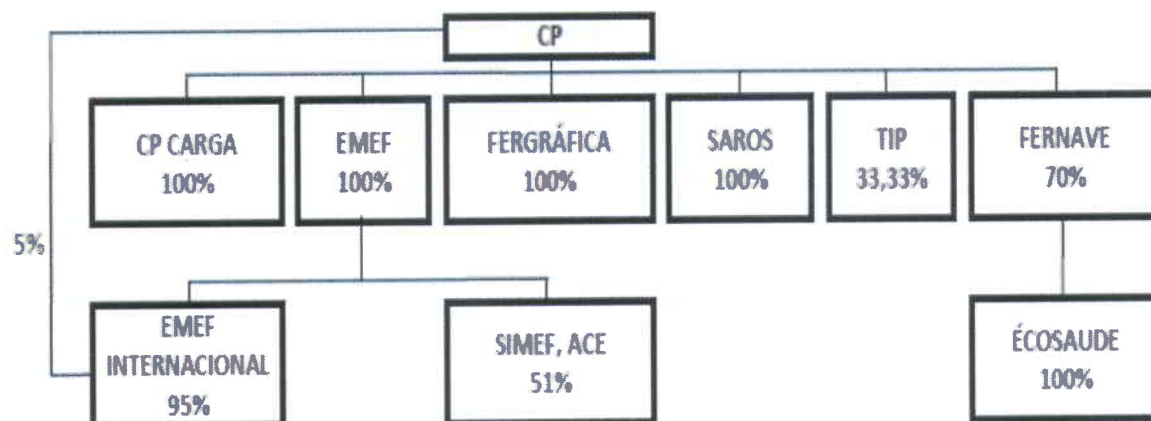 CP
CP CARGA
100%
EMEF
100%
FERGRÁFICA
100%
SAROS
100%
TIP
33,33%
FERNAVE
70%
5%
EMEF
INTERNACIONAL
95%
SIMEF, ACE
51%
ÉCOSAUDE
100%